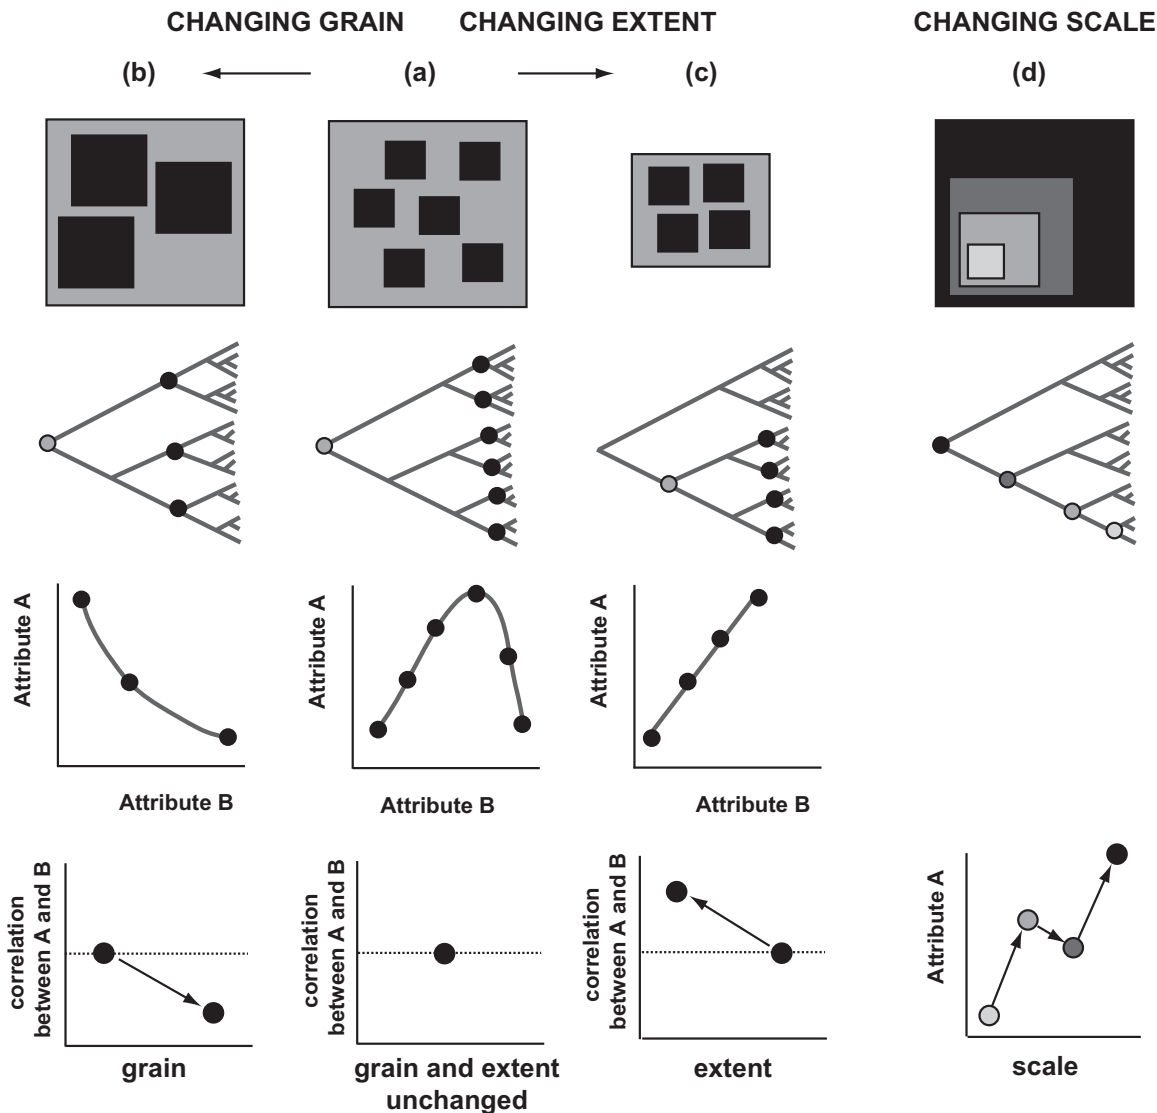 CHANGING GRAIN
CHANGING EXTENT
CHANGING SCALE
(b)
(a)
(c)
(d)
Attribute A
Attribute B
Attribute A
Attribute B
Attribute A
Attribute B
correlation
between A and B
grain
correlation
between A and B
grain and extent
unchanged
correlation
between A and B
extent
Attribute A
scale